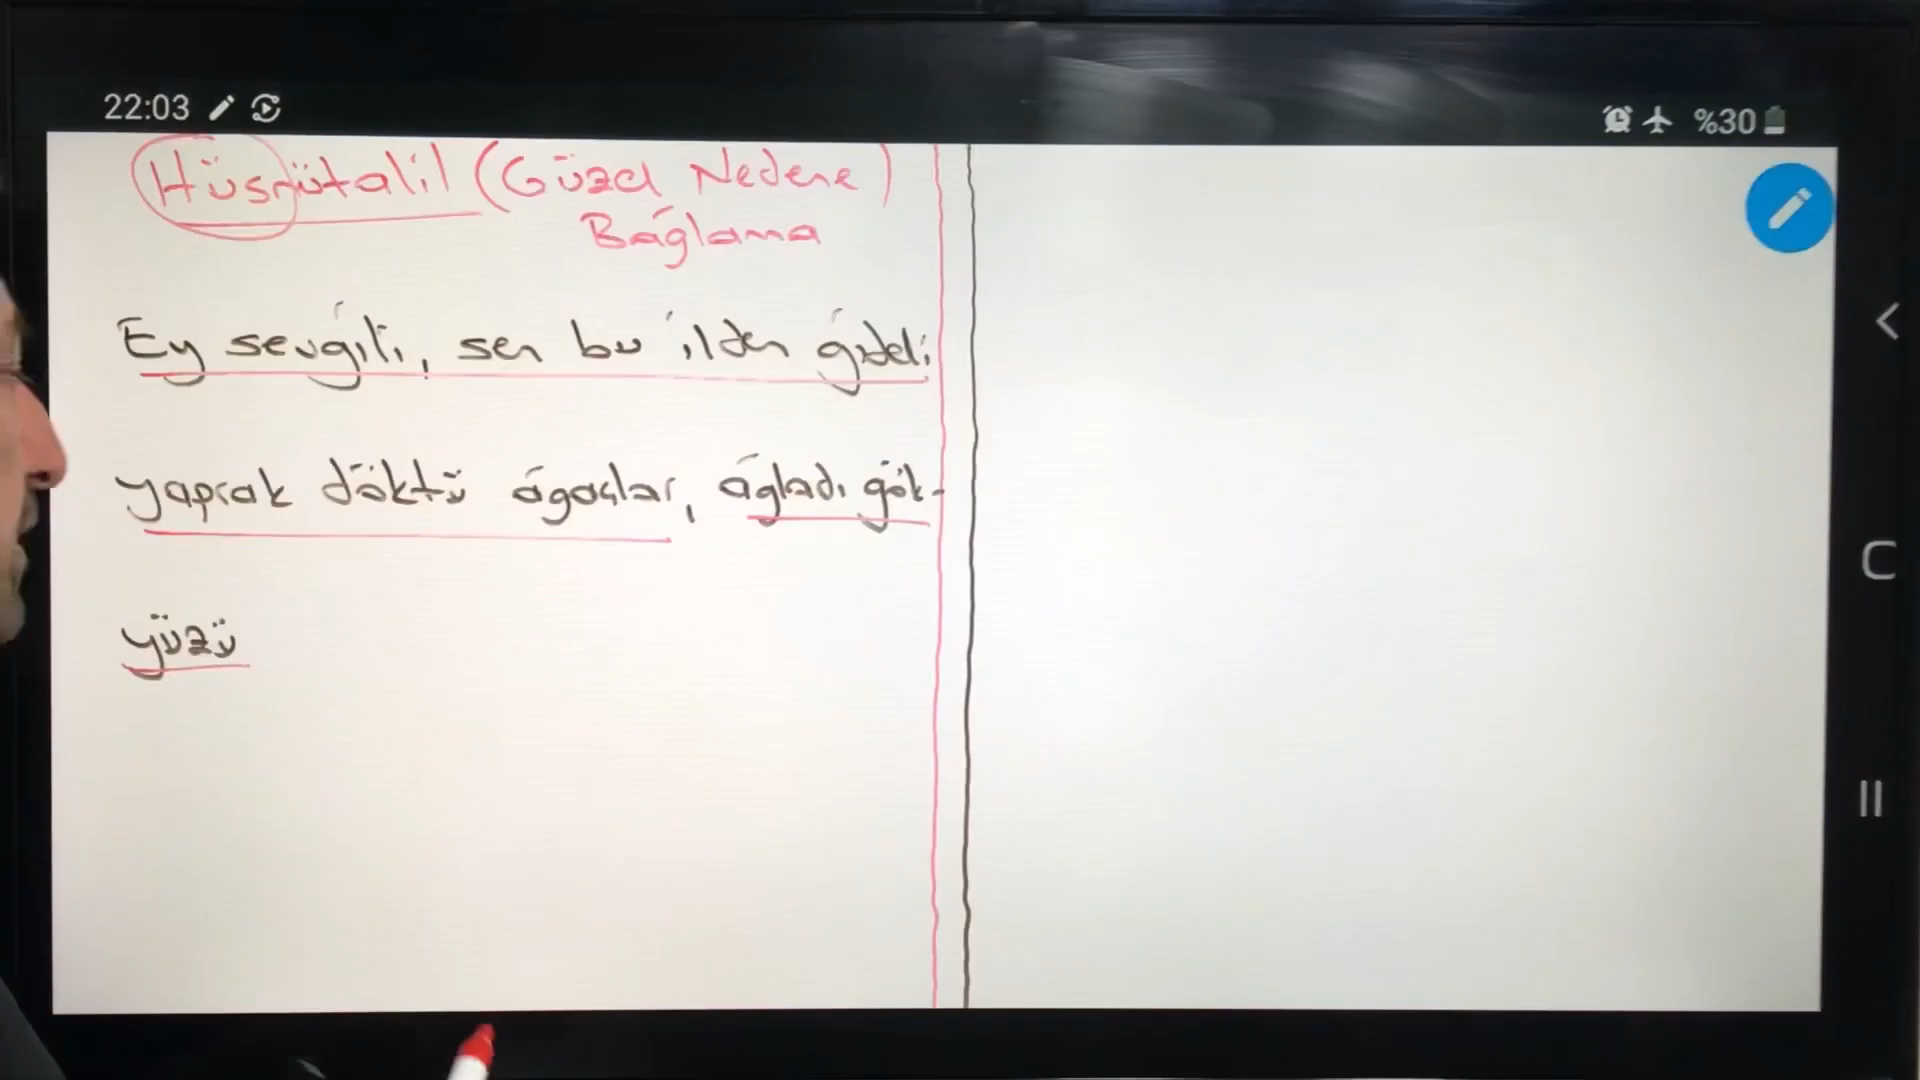 22:03
%30
Hüsnütalil (Güzel Nedene)
Bağlama
Ey sevgili, sen bu ilden gideli
yaprak döktü ağaçlar, ağladı gök-
yüzü